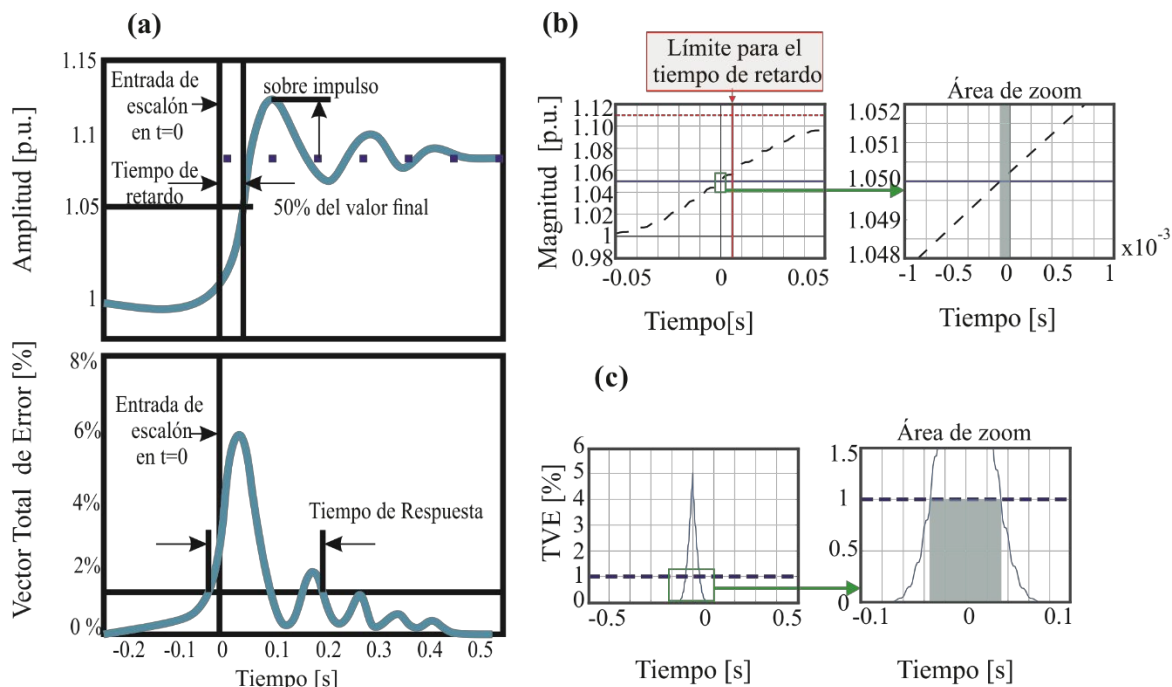 (a)
1.15
Entrada de
escalón
en t=0
sobre impulso
1.10
Tiempo de
retardo
50% del valor final
1.05
1
Amplitud [p.u.]
8%
Entrada de
escalón
en t=0
6%
4%
Tiempo de Respuesta
2%
0 %
Vector Total de Error [%]
-0.2 -0.1 0 0.1 0.2 0.3 0.4 0.5
Tiempo [s]
(b)
Límite para el
tiempo de retardo
1.12
1.10
1.08
1.06
1.04
1.02
1
0.98
Magnitud [p.u.]
-0.05 0 0.05
Tiempo[s]
Área de zoom
1.052
1.051
1.050
1.049
1.048
x10-3
-1 -0.5 0 0.5 1
Tiempo [s]
(c)
6
5
4
3
2
1
0
TVE [%]
-0.5 0 0.5
Tiempo [s]
Área de zoom
1.5
1
0.5
0
-0.1 0 0.1
Tiempo [s]